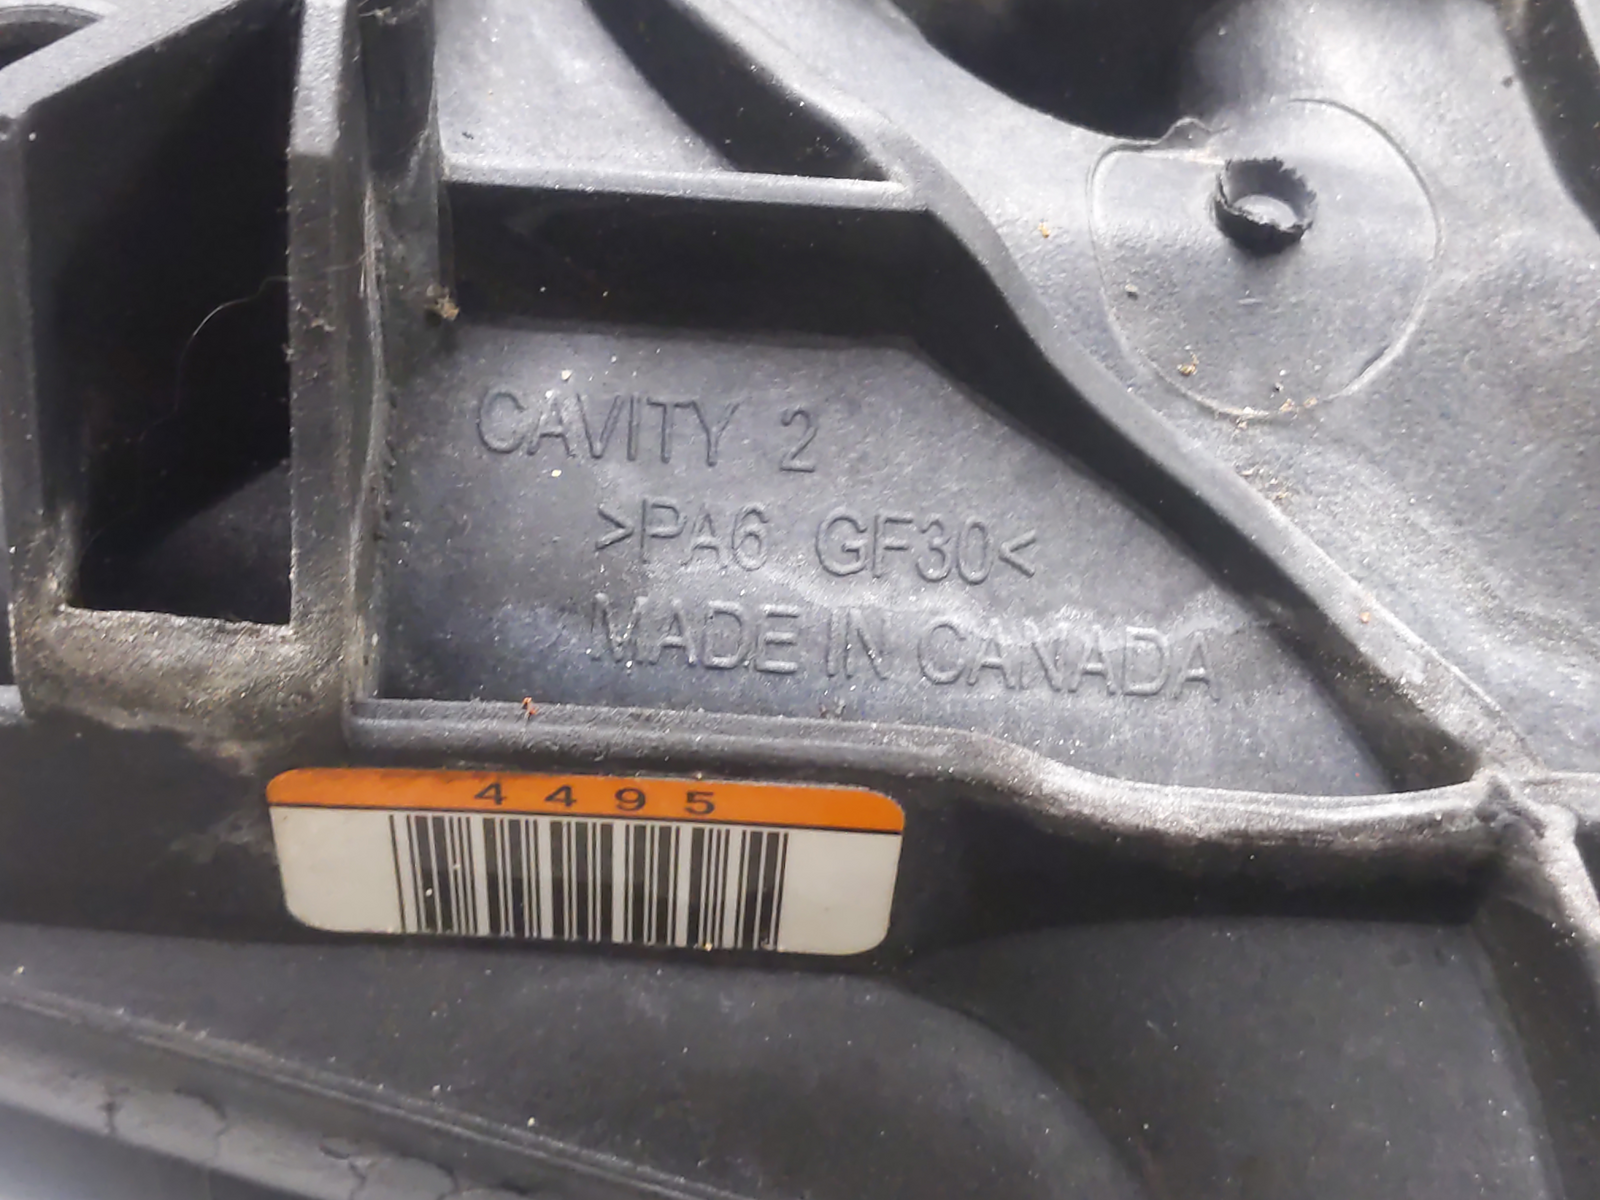 CAVITY 2
>PA6 GF30<
MADE IN CANADA
4495